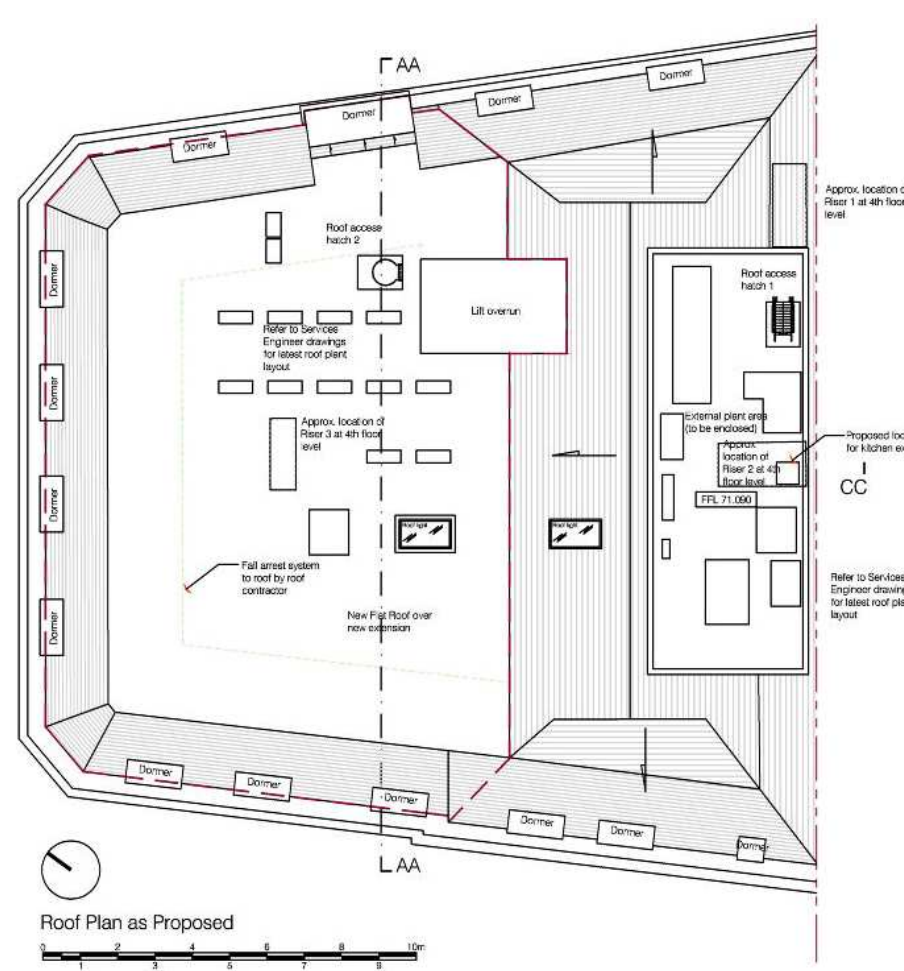 AA
Dormer
Dormer
Dormer
Dormer
Approx. location o
Riser 1 at 4th floor
level
Roof access
hatch 2
Dormer
Roof access
hatch 1
Lift overrun
Refer to Services
Engineer drawings
for latest roof plant
layout
Dormer
External plant area
(to be enclosed)
Approx. location of
Riser 3 at 4th floor
level
Approx.
location of
Riser 2 at 4th
floor level
Proposed loc
for kitchen ex
CC
FFL 71.090
Dormer
Roof light
Roof light
Fall arrest system
to roof by roof
contractor
Refer to Services
Engineer drawing
for latest roof pla
layout
Dormer
New Flat Roof over
new extension
Dormer
Dormer
Dormer
Dormer
Dormer
Dormer
AA
Roof Plan as Proposed
0 2 4 6 8 10m
1 3 5 7 9